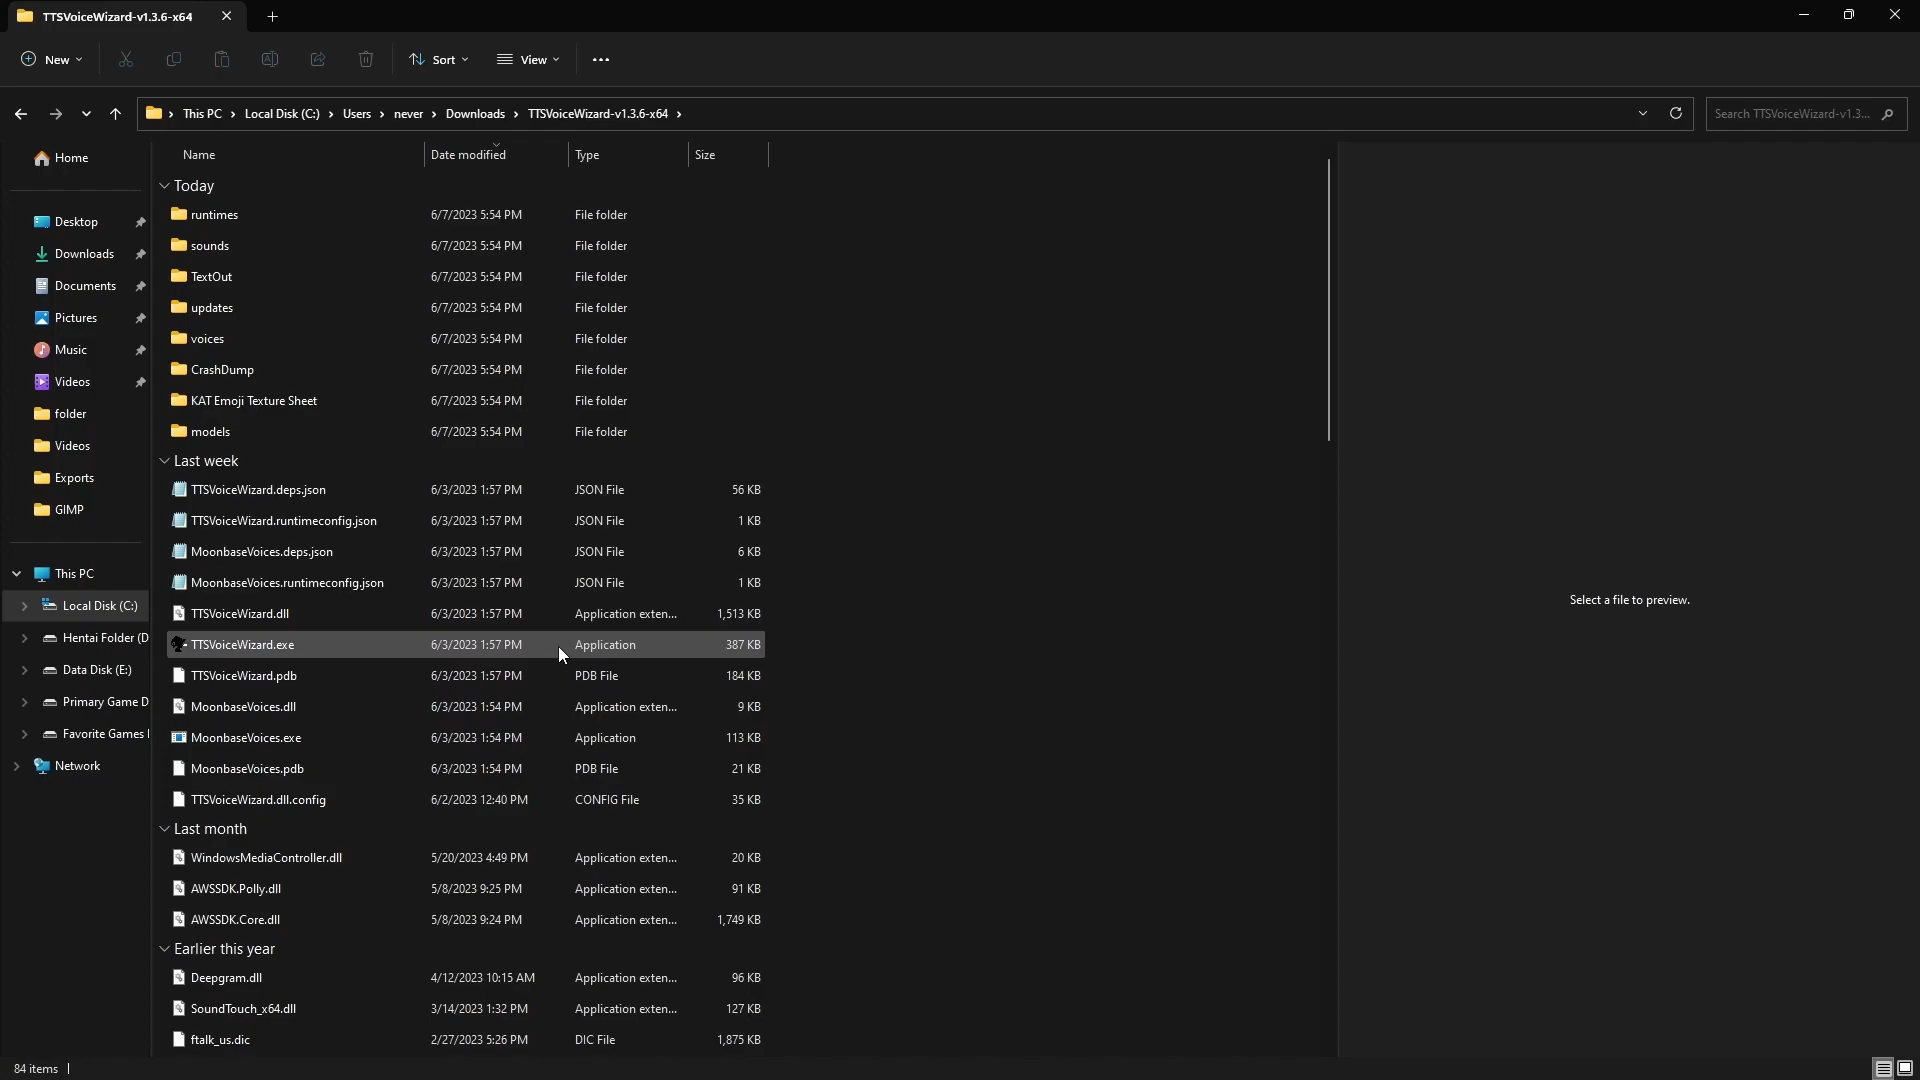 TTSVoiceWizard-v1.3.6-x64
New
Sort
View
This PC
Local Disk (C:)
Users
never
Downloads
TTSVoiceWizard-v1.3.6-x64
Search TTSVoiceWizard-v1.3...
Home
Desktop
Downloads
Documents
Pictures
Music
Videos
folder
Videos
Exports
GIMP
This PC
Local Disk (C:)
Hentai Folder (D
Data Disk (E:)
Primary Game D
Favorite Games
Network
Name Date modified Type Size
Today
runtimes 6/7/2023 5:54 PM File folder
sounds 6/7/2023 5:54 PM File folder
TextOut 6/7/2023 5:54 PM File folder
updates 6/7/2023 5:54 PM File folder
voices 6/7/2023 5:54 PM File folder
CrashDump 6/7/2023 5:54 PM File folder
KAT Emoji Texture Sheet 6/7/2023 5:54 PM File folder
models 6/7/2023 5:54 PM File folder
Last week
TTSVoiceWizard.deps.json 6/3/2023 1:57 PM JSON File 56 KB
TTSVoiceWizard.runtimeconfig.json 6/3/2023 1:57 PM JSON File 1 KB
MoonbaseVoices.deps.json 6/3/2023 1:57 PM JSON File 6 KB
MoonbaseVoices.runtimeconfig.json 6/3/2023 1:57 PM JSON File 1 KB
TTSVoiceWizard.dll 6/3/2023 1:57 PM Application exten... 1,513 KB
TTSVoiceWizard.exe 6/3/2023 1:57 PM Application 387 KB
TTSVoiceWizard.pdb 6/3/2023 1:57 PM PDB File 184 KB
MoonbaseVoices.dll 6/3/2023 1:54 PM Application exten... 9 KB
MoonbaseVoices.exe 6/3/2023 1:54 PM Application 113 KB
MoonbaseVoices.pdb 6/3/2023 1:54 PM PDB File 21 KB
TTSVoiceWizard.dll.config 6/2/2023 12:40 PM CONFIG File 35 KB
Last month
WindowsMediaController.dll 5/20/2023 4:49 PM Application exten... 20 KB
AWSSDK.Polly.dll 5/8/2023 9:25 PM Application exten... 91 KB
AWSSDK.Core.dll 5/8/2023 9:24 PM Application exten... 1,749 KB
Earlier this year
Deepgram.dll 4/12/2023 10:15 AM Application exten... 96 KB
SoundTouch_x64.dll 3/14/2023 1:32 PM Application exten... 127 KB
ftalk_us.dic 2/27/2023 5:26 PM DIC File 1,875 KB
Select a file to preview.
84 items